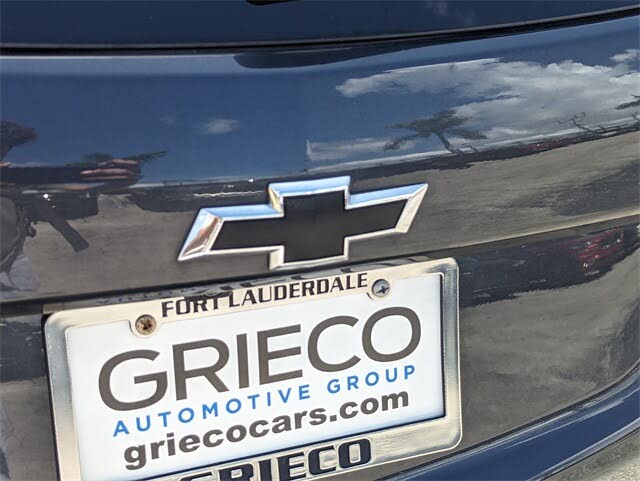 FORT LAUDERDALE
GRIECO
AUTOMOTIVE GROUP
griecocars.com
GRIECO